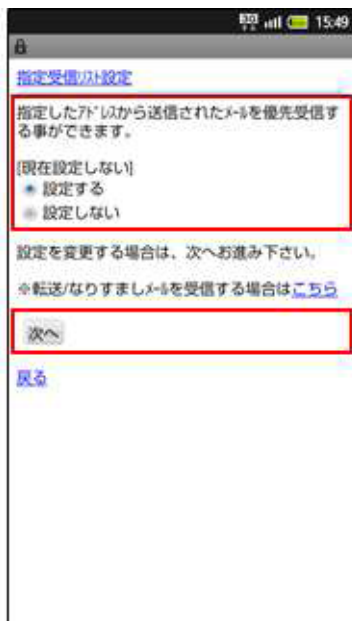 3G 15:49
指定受信ﾘｽﾄ設定
指定したｱﾄﾞﾚｽから送信されたﾒｰﾙを優先受信す
る事ができます。
[現在設定しない]
設定する
設定しない
設定を変更する場合は、次へお進み下さい。
※転送/なりすましﾒｰﾙを受信する場合はこちら
次へ
戻る